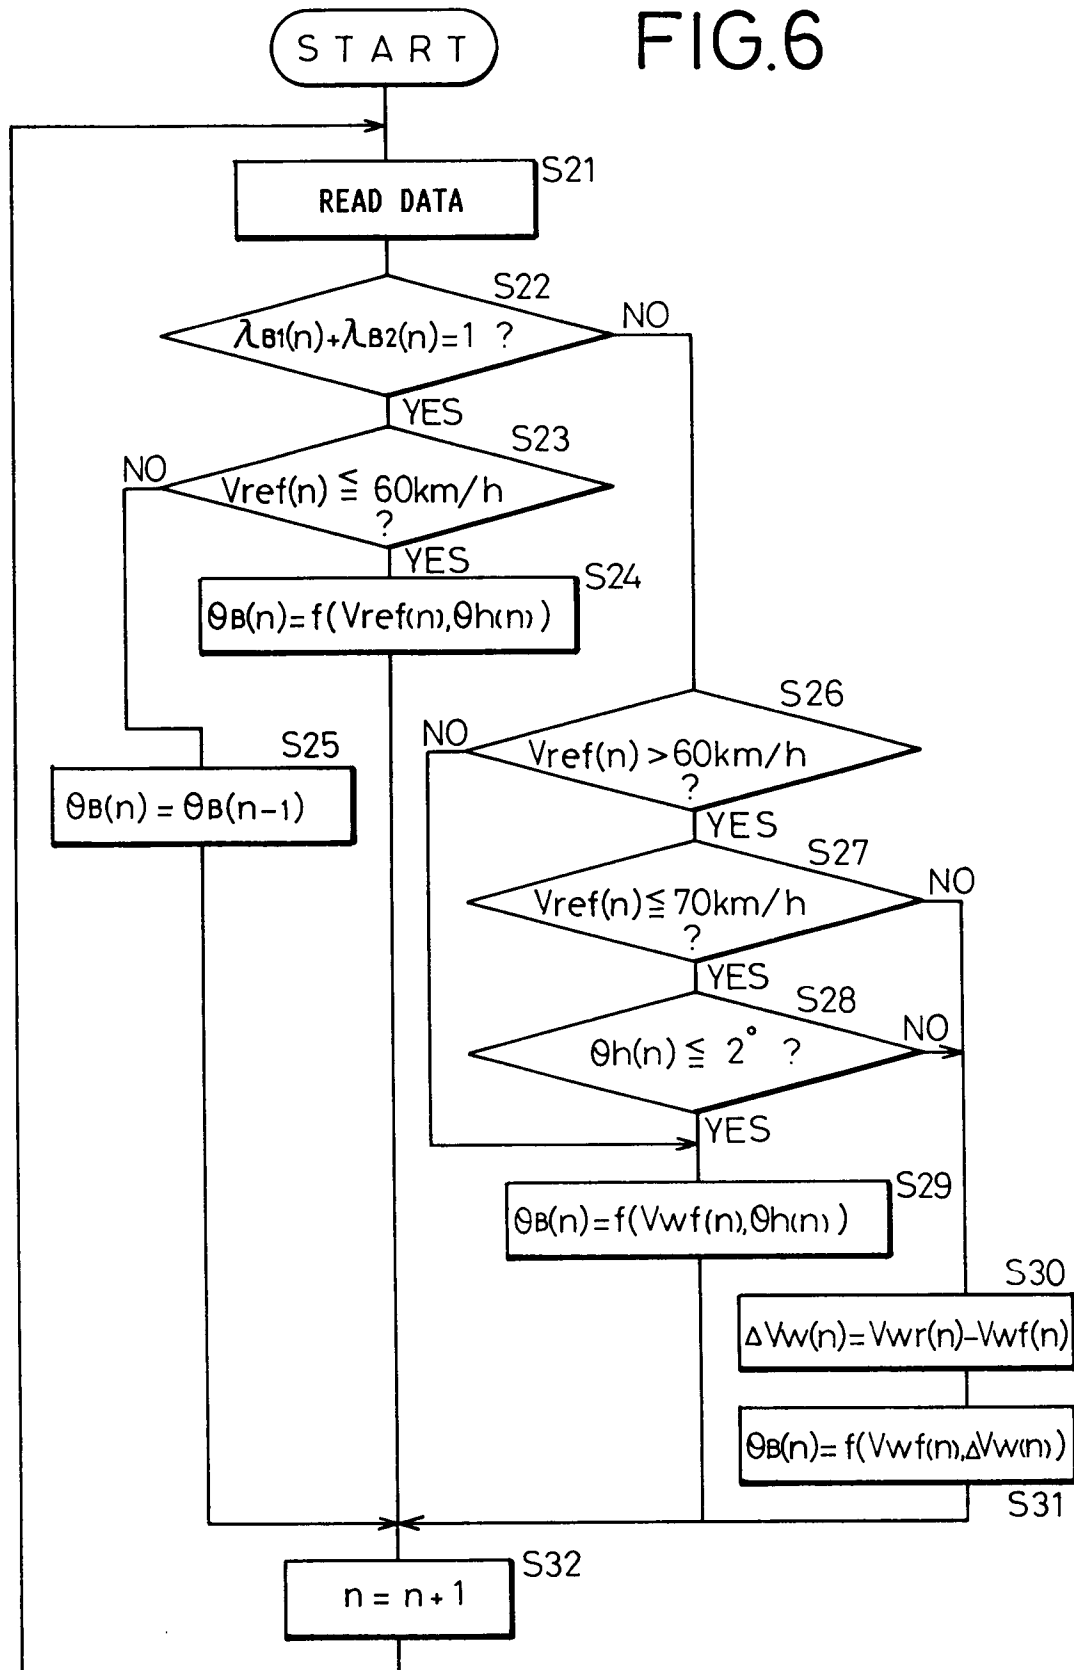 FIG.6
START
S21
READ DATA
S22
λB1(n)+λB2(n)=1 ?
NO
YES
S23
NO
Vref(n) ≦ 60km/h
?
YES
S24
θB(n)=f(Vref(n),θh(n))
S26
NO
Vref(n) >60km/h
?
YES
S25
θB(n) = θB(n-1)
S27
NO
Vref(n)≦70km/h
?
YES
S28
NO
θh(n) ≦ 2° ?
YES
S29
θB(n)=f(Vwf(n),θh(n))
S30
ΔVw(n)=Vwr(n)-Vwf(n)
θB(n)=f(Vwf(n),ΔVw(n))
S31
S32
n = n+1